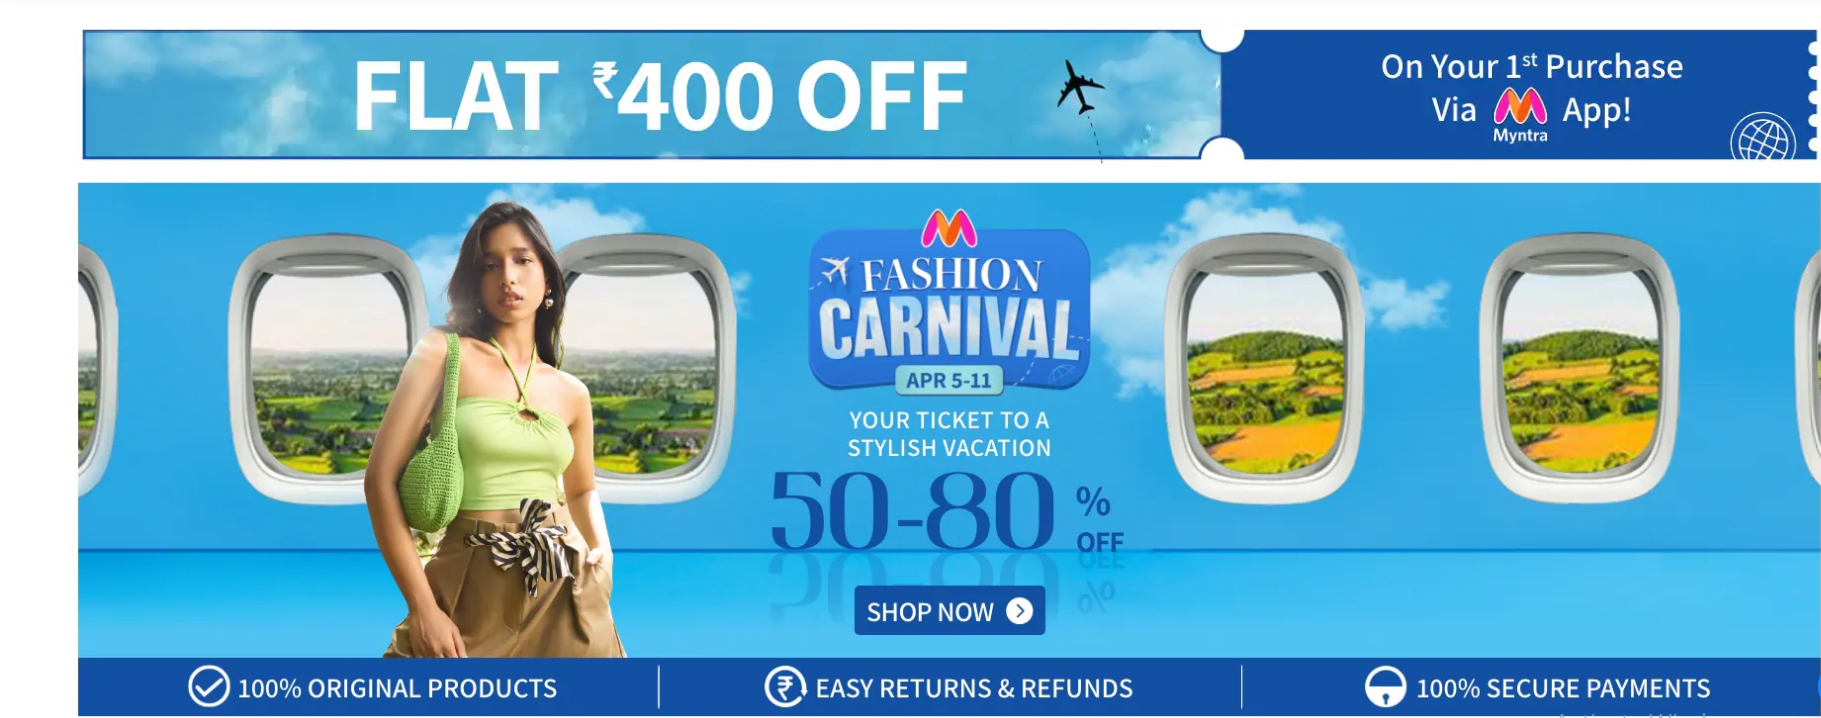 FLAT ₹400 OFF
On Your 1st Purchase
Via Myntra App!
FASHION
CARNIVAL
APR 5-11
YOUR TICKET TO A
STYLISH VACATION
50-80 % OFF
SHOP NOW
100% ORIGINAL PRODUCTS
EASY RETURNS & REFUNDS
100% SECURE PAYMENTS